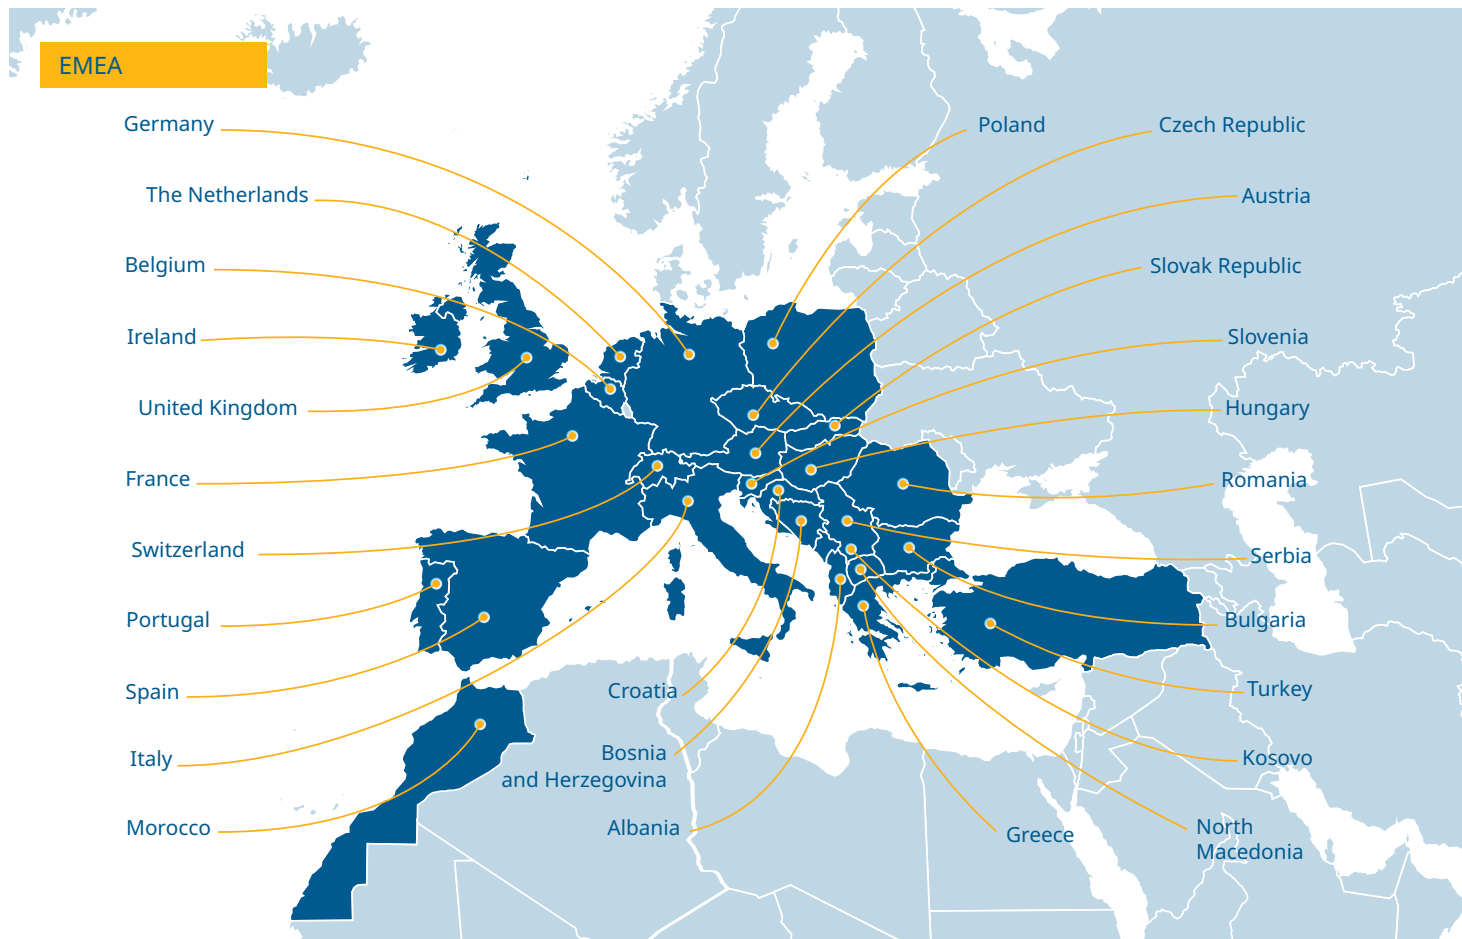 EMEA
Germany
The Netherlands
Belgium
Ireland
United Kingdom
France
Switzerland
Portugal
Spain
Italy
Morocco
Croatia
Bosnia
and Herzegovina
Albania
Poland
Czech Republic
Austria
Slovak Republic
Slovenia
Hungary
Romania
Serbia
Bulgaria
Turkey
Kosovo
North
Macedonia
Greece